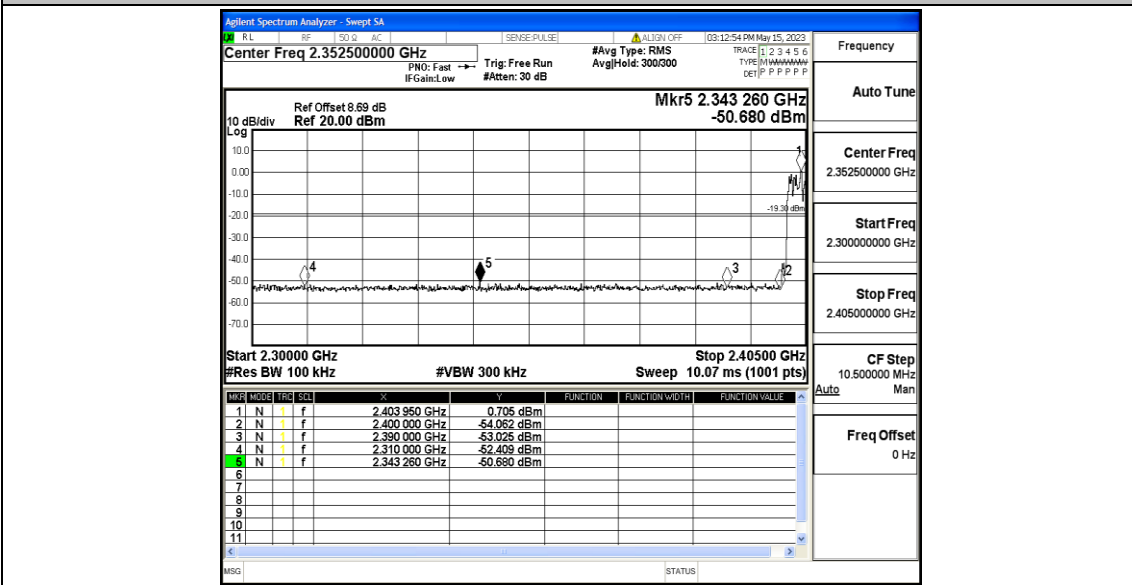 Agilent Spectrum Analyzer - Swept SA
RL RF 50 Ω AC SENSE:PULSE ALIGN OFF 03:12:54 PM May 15, 2023
Center Freq 2.352500000 GHz
PNO: Fast
IFGain:Low
Trig: Free Run
#Atten: 30 dB
#Avg Type: RMS
Avg|Hold: 300/300
TRACE 1 2 3 4 5 6
TYPE M WWWWW
DET P P P P P P
Mkr5 2.343 260 GHz
-50.680 dBm
Ref Offset 8.69 dB
10 dB/div Ref 20.00 dBm
Log
10.0
0.00
-10.0
-20.0
-30.0
-40.0
-50.0
-60.0
-70.0
1
-19.30 dBm
4
5
3
2
Start 2.30000 GHz Stop 2.40500 GHz
#Res BW 100 kHz #VBW 300 kHz Sweep 10.07 ms (1001 pts)
MKR MODE TRC SCL X Y FUNCTION FUNCTION WIDTH FUNCTION VALUE
1 N 1 f 2.403 950 GHz 0.705 dBm
2 N 1 f 2.400 000 GHz -54.062 dBm
3 N 1 f 2.390 000 GHz -53.025 dBm
4 N 1 f 2.310 000 GHz -52.409 dBm
5 N 1 f 2.343 260 GHz -50.680 dBm
6
7
8
9
10
11
MSG STATUS
Frequency
Auto Tune
Center Freq
2.352500000 GHz
Start Freq
2.300000000 GHz
Stop Freq
2.405000000 GHz
CF Step
10.500000 MHz
Auto Man
Freq Offset
0 Hz